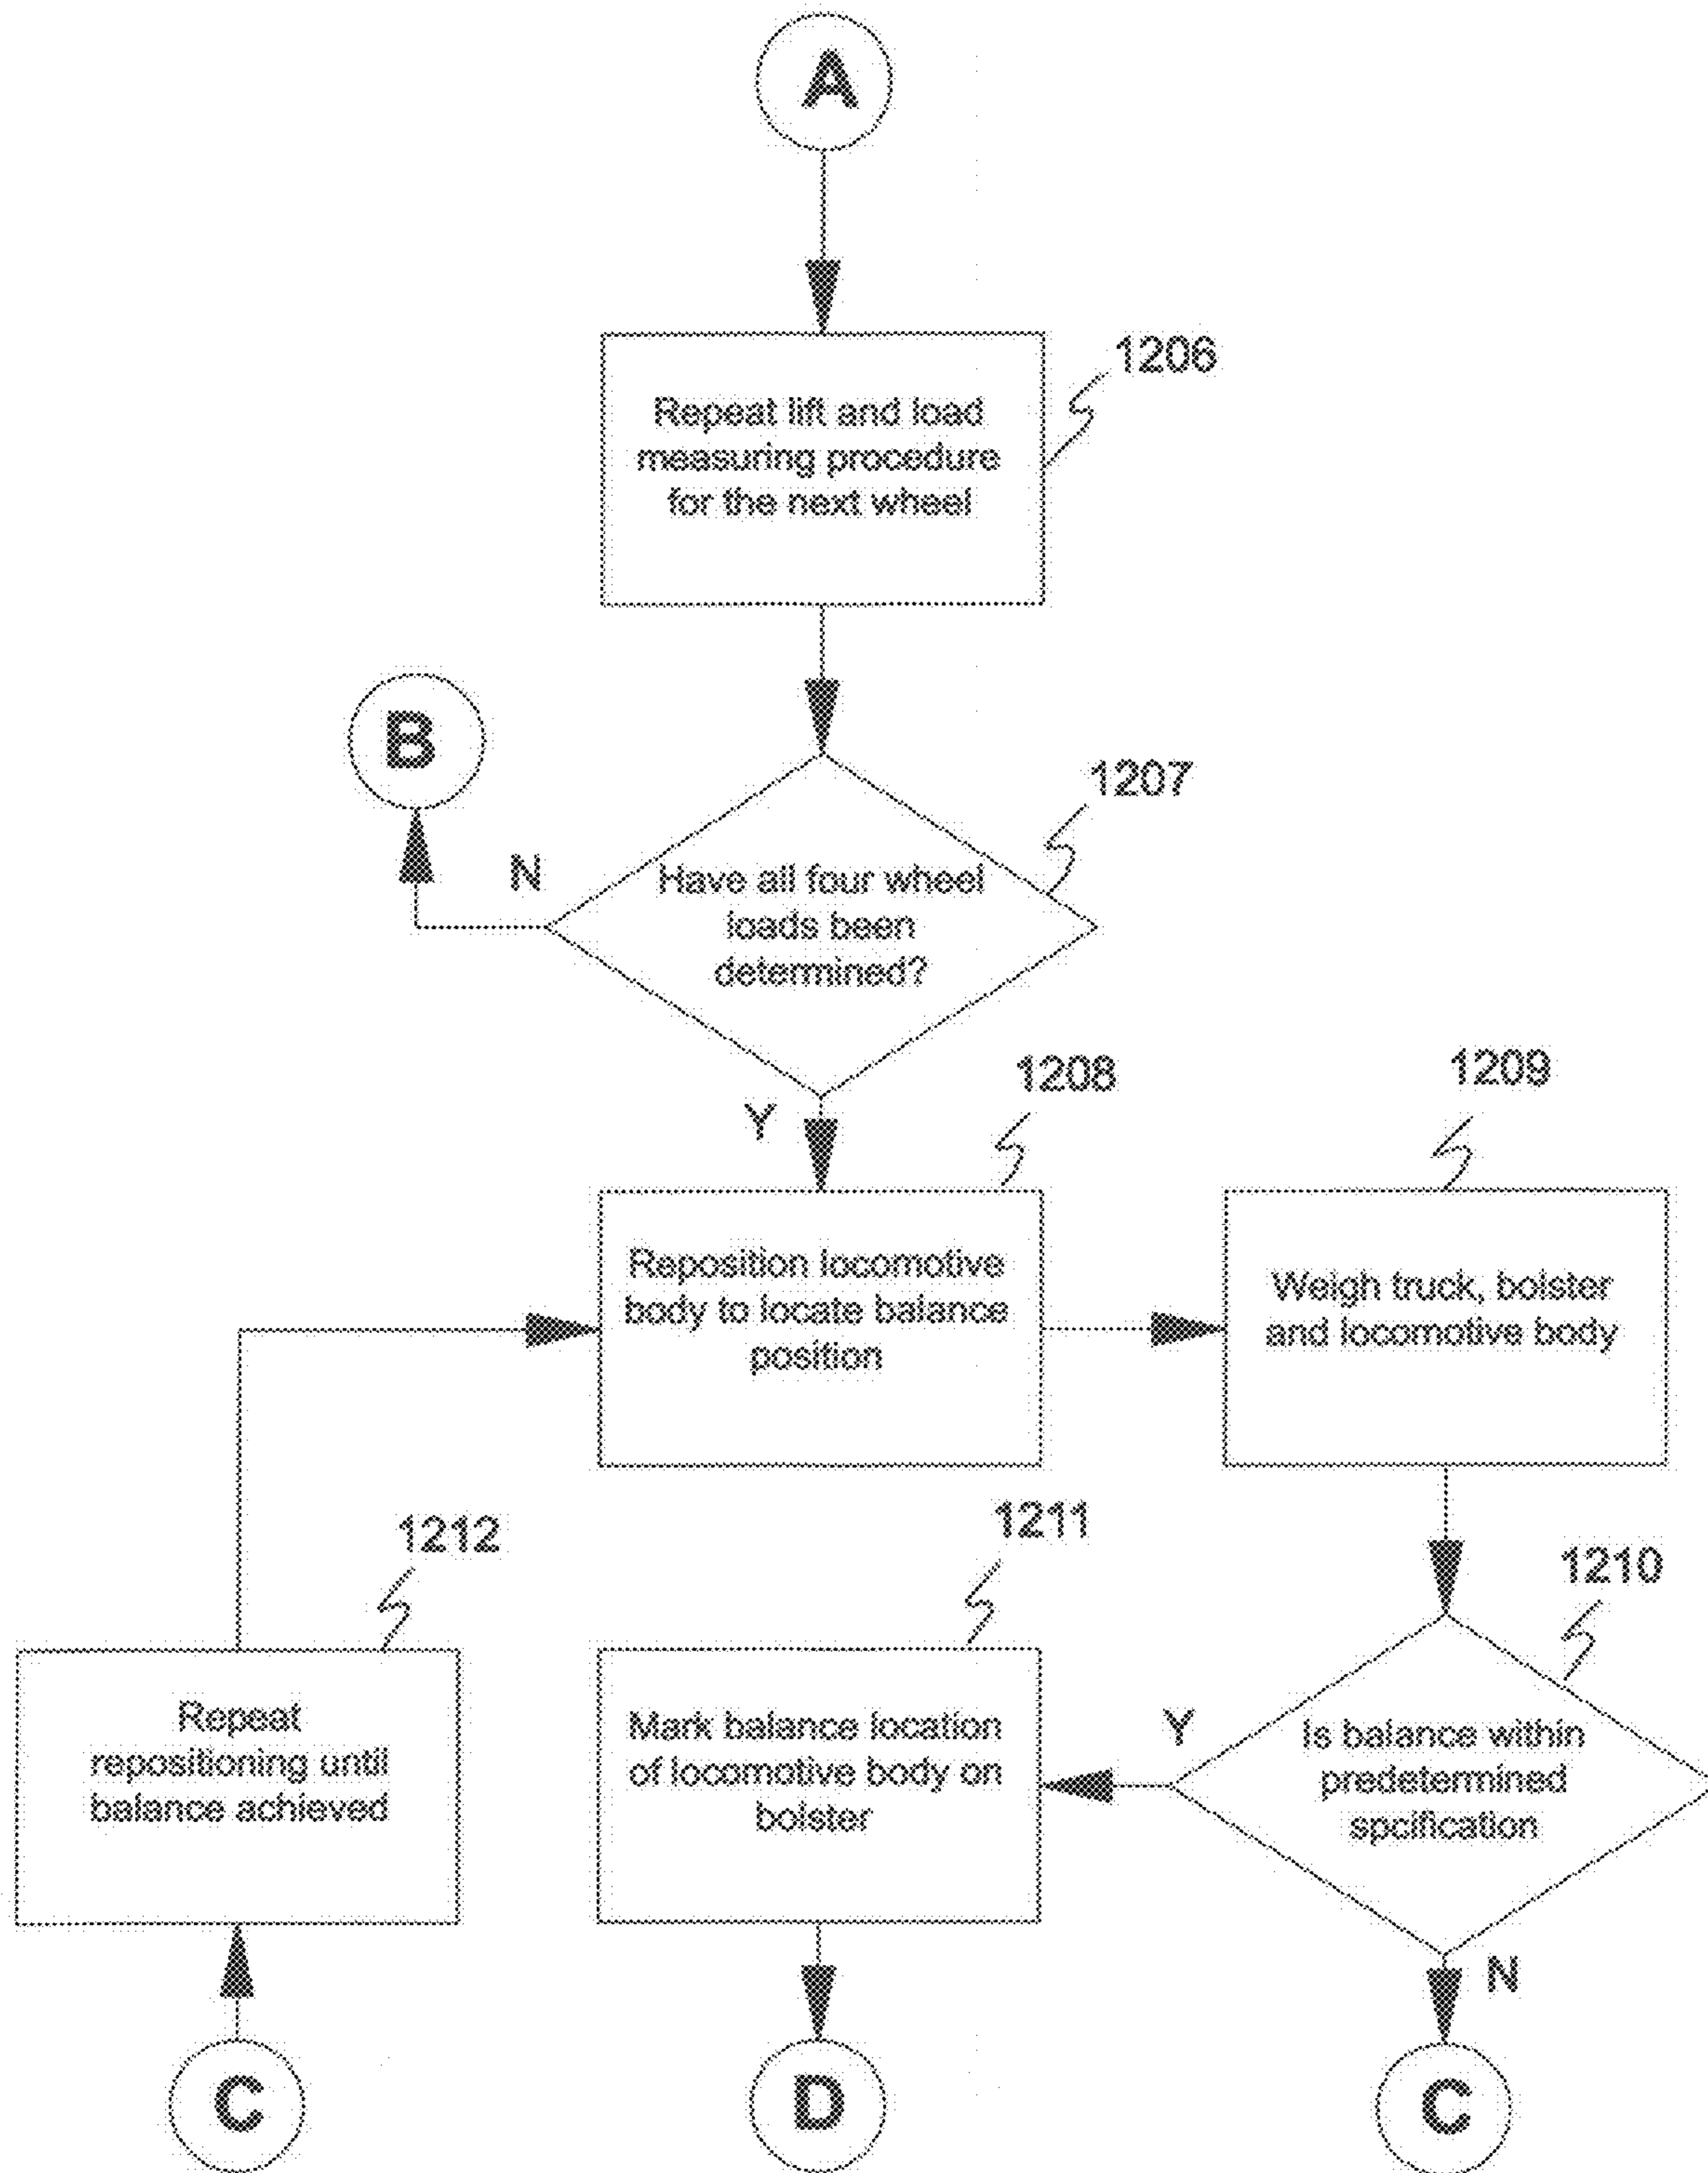 A
1206
Repeat lift and load
measuring procedure
for the next wheel
B
1207
N
Have all four wheel
loads been
determined?
Y
1208
1209
Reposition locomotive
body to locate balance
position
Weigh truck, bolster
and locomotive body
1212
1211
1210
Repeat
repositioning until
balance achieved
Mark balance location
of locomotive body on
bolster
Y
Is balance within
predetermined
spcification
N
C
D
C